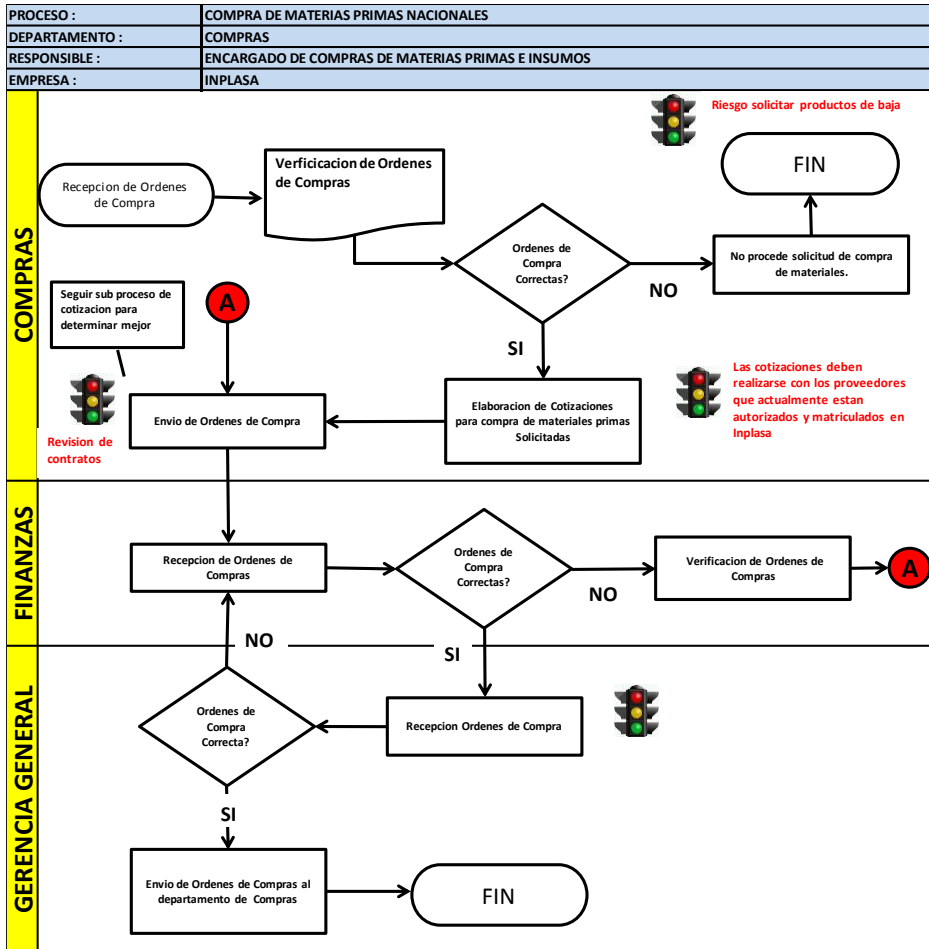 PROCESO :
COMPRA DE MATERIAS PRIMAS NACIONALES
DEPARTAMENTO :
COMPRAS
RESPONSIBLE :
ENCARGADO DE COMPRAS DE MATERIAS PRIMAS E INSUMOS
EMPRESA :
INPLASA
COMPRAS
Riesgo solicitar productos de baja
Recepcion de Ordenes
de Compra
Verficicacion de Ordenes
de Compras
FIN
Ordenes de
Compra
Correctas?
NO
No procede solicitud de compra
de materiales.
SI
Seguir sub proceso de
cotizacion para
determinar mejor
A
Revision de
contratos
Envio de Ordenes de Compra
Elaboracion de Cotizaciones
para compra de materiales primas
Solicitadas
Las cotizaciones deben
realizarse con los proveedores
que actualmente estan
autorizados y matriculados en
Inplasa
FINANZAS
Recepcion de Ordenes de
Compras
Ordenes de
Compra
Correctas?
NO
Verificacion de Ordenes de
Compras
A
NO
SI
GERENCIA GENERAL
Ordenes de
Compra
Correcta?
Recepcion Ordenes de Compra
SI
Envio de Ordenes de Compras al
departamento de Compras
FIN